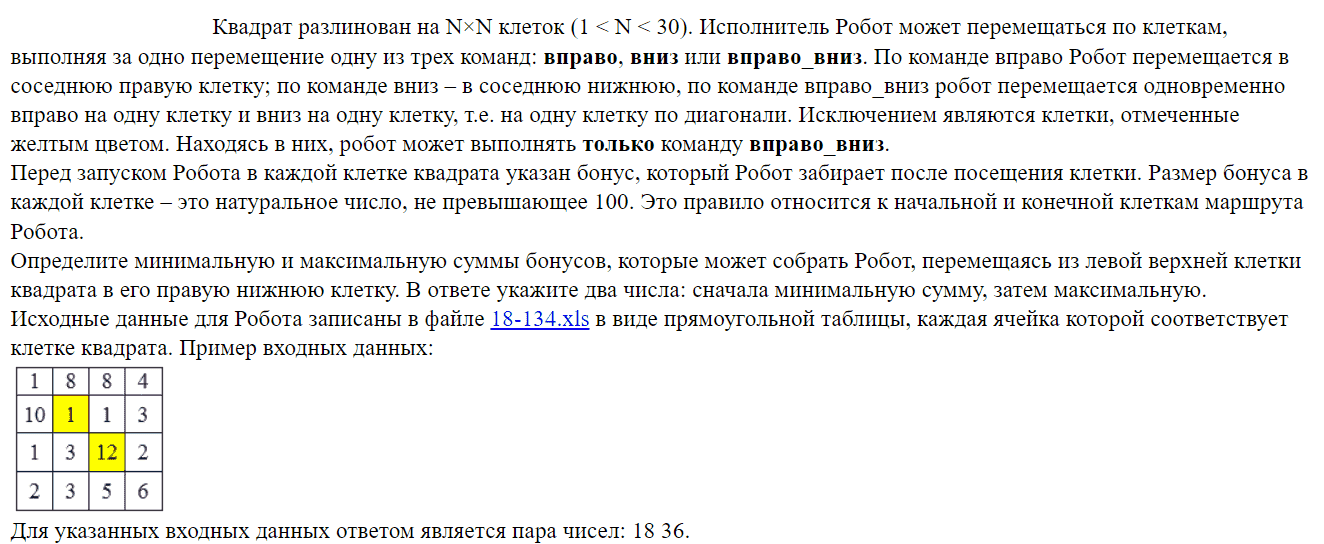 Квадрат разлинован на N×N клеток (1 < N < 30). Исполнитель Робот может перемещаться по клеткам,
выполняя за одно перемещение одну из трех команд: вправо, вниз или вправо_вниз. По команде вправо Робот перемещается в
соседнюю правую клетку; по команде вниз – в соседнюю нижнюю, по команде вправо_вниз робот перемещается одновременно
вправо на одну клетку и вниз на одну клетку, т.е. на одну клетку по диагонали. Исключением являются клетки, отмеченные
желтым цветом. Находясь в них, робот может выполнять только команду вправо_вниз.
Перед запуском Робота в каждой клетке квадрата указан бонус, который Робот забирает после посещения клетки. Размер бонуса в
каждой клетке – это натуральное число, не превышающее 100. Это правило относится к начальной и конечной клеткам маршрута
Робота.
Определите минимальную и максимальную суммы бонусов, которые может собрать Робот, перемещаясь из левой верхней клетки
квадрата в его правую нижнюю клетку. В ответе укажите два числа: сначала минимальную сумму, затем максимальную.
Исходные данные для Робота записаны в файле 18-134.xls в виде прямоугольной таблицы, каждая ячейка которой соответствует
клетке квадрата. Пример входных данных:
1 8 8 4
10 1 1 3
1 3 12 2
2 3 5 6
Для указанных входных данных ответом является пара чисел: 18 36.